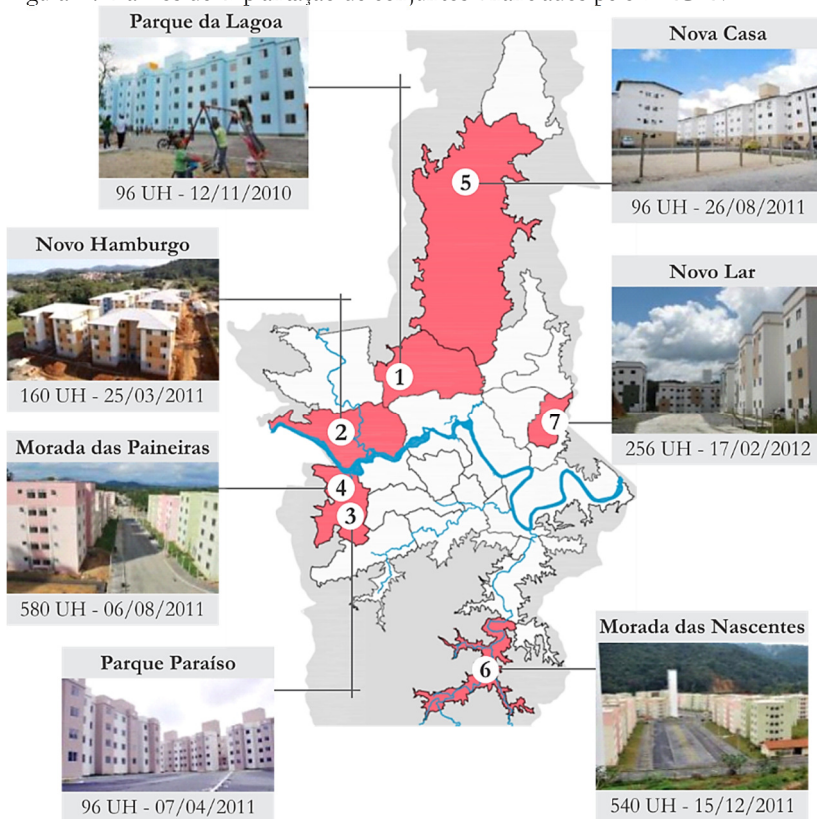 Parque da Lagoa
96 UH - 12/11/2010
Nova Casa
96 UH - 26/08/2011
Novo Hamburgo
160 UH - 25/03/2011
Novo Lar
256 UH - 17/02/2012
Morada das Paineiras
580 UH - 06/08/2011
Parque Paraíso
96 UH - 07/04/2011
Morada das Nascentes
540 UH - 15/12/2011
5
1
7
2
4
3
6